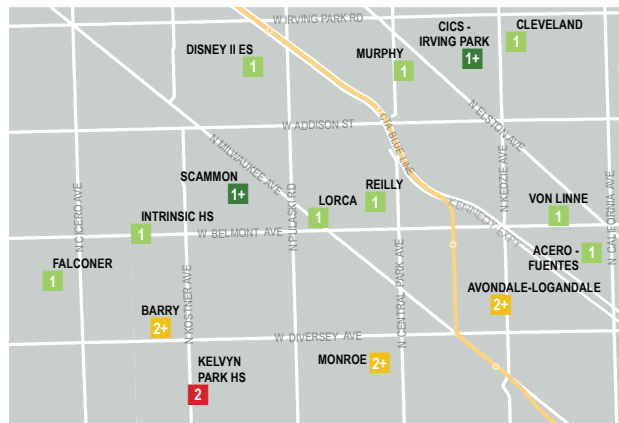 W IRVING PARK RD
CICS -
IRVING PARK
1+
CLEVELAND
1
DISNEY II ES
1
MURPHY
1
N ELSTON AVE
CTA BLUE LINE
W ADDISON ST
N MILWAUKEE AVE
SCAMMON
1+
N PULASKI RD
LORCA
1
REILLY
1
N KEDZIE AVE
KENNEDY EXPY
VON LINNE
1
N CALIFORNIA AVE
N CICERO AVE
INTRINSIC HS
1
W BELMONT AVE
FALCONER
1
ACERO -
FUENTES
1
BARRY
2+
N KOSTNER AVE
N CENTRAL PARK AVE
AVONDALE-LOGANDALE
2+
W DIVERSEY AVE
KELVYN
PARK HS
2
MONROE
2+